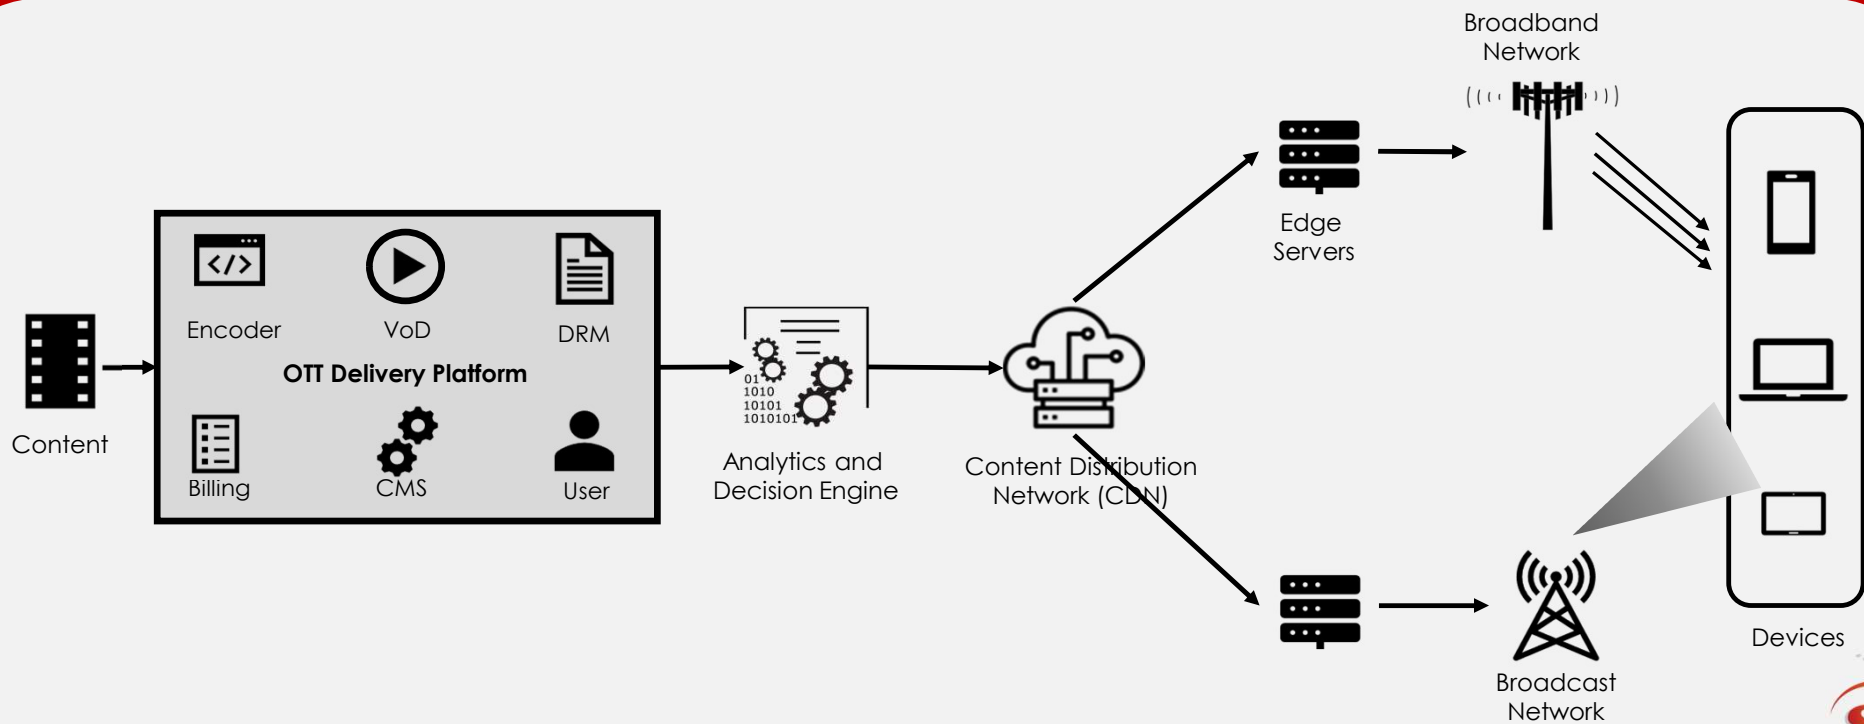 Broadband
Network
Edge
Servers
Encoder
VoD
DRM
OTT Delivery Platform
Billing
CMS
User
Content
</>
01
1010
10101
1010101
Analytics and
Decision Engine
Content Distribution
Network (CDN)
Devices
Broadcast
Network